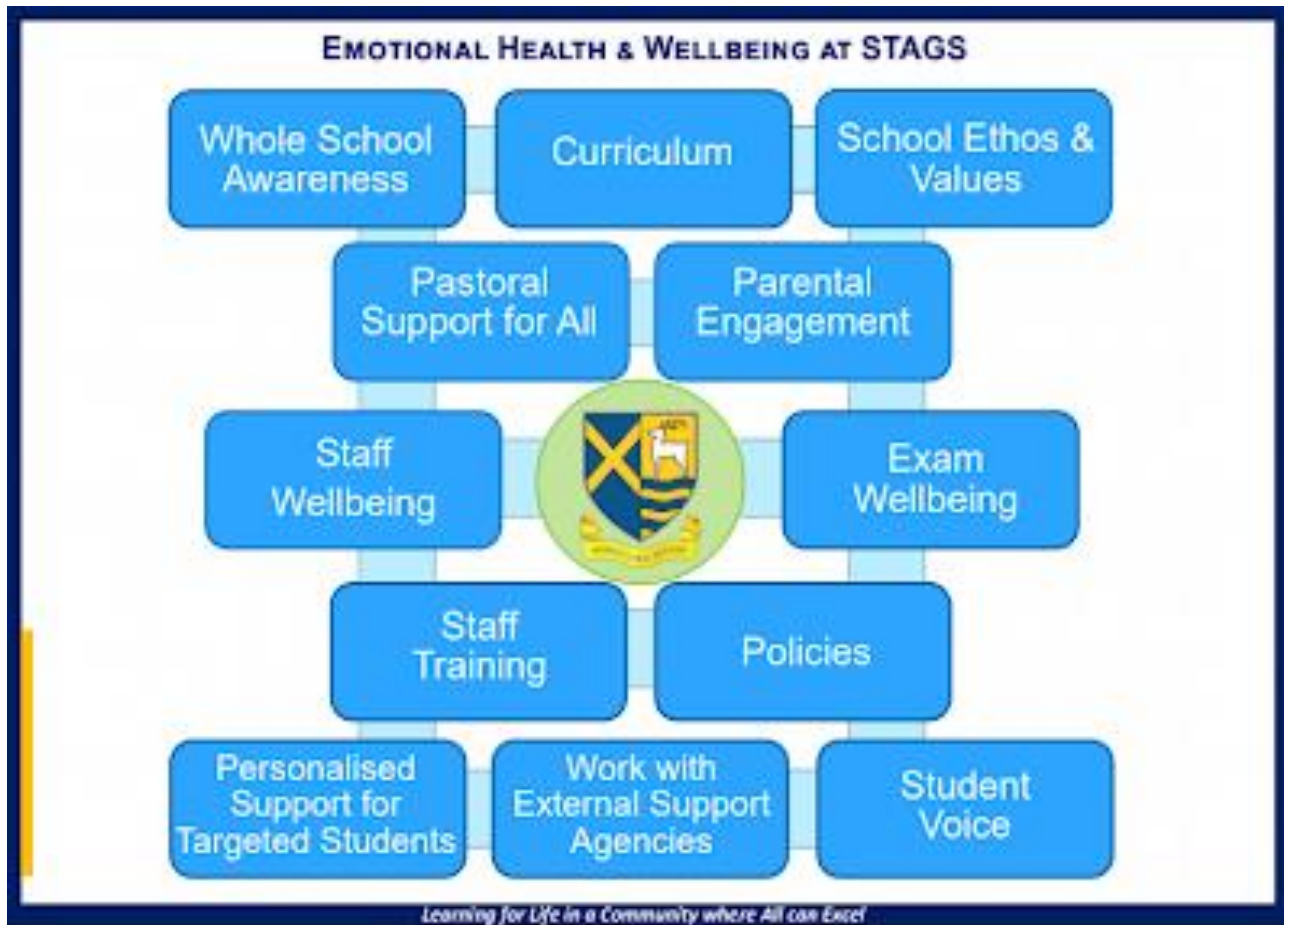 EMOTIONAL HEALTH & WELLBEING AT STAGS
Whole School
Awareness
Curriculum
School Ethos &
Values
Pastoral
Support for All
Parental
Engagement
Staff
Wellbeing
Exam
Wellbeing
Staff
Training
Policies
Personalised
Support for
Targeted Students
Work with
External Support
Agencies
Student
Voice
Learning for Life in a Community where All can Excel